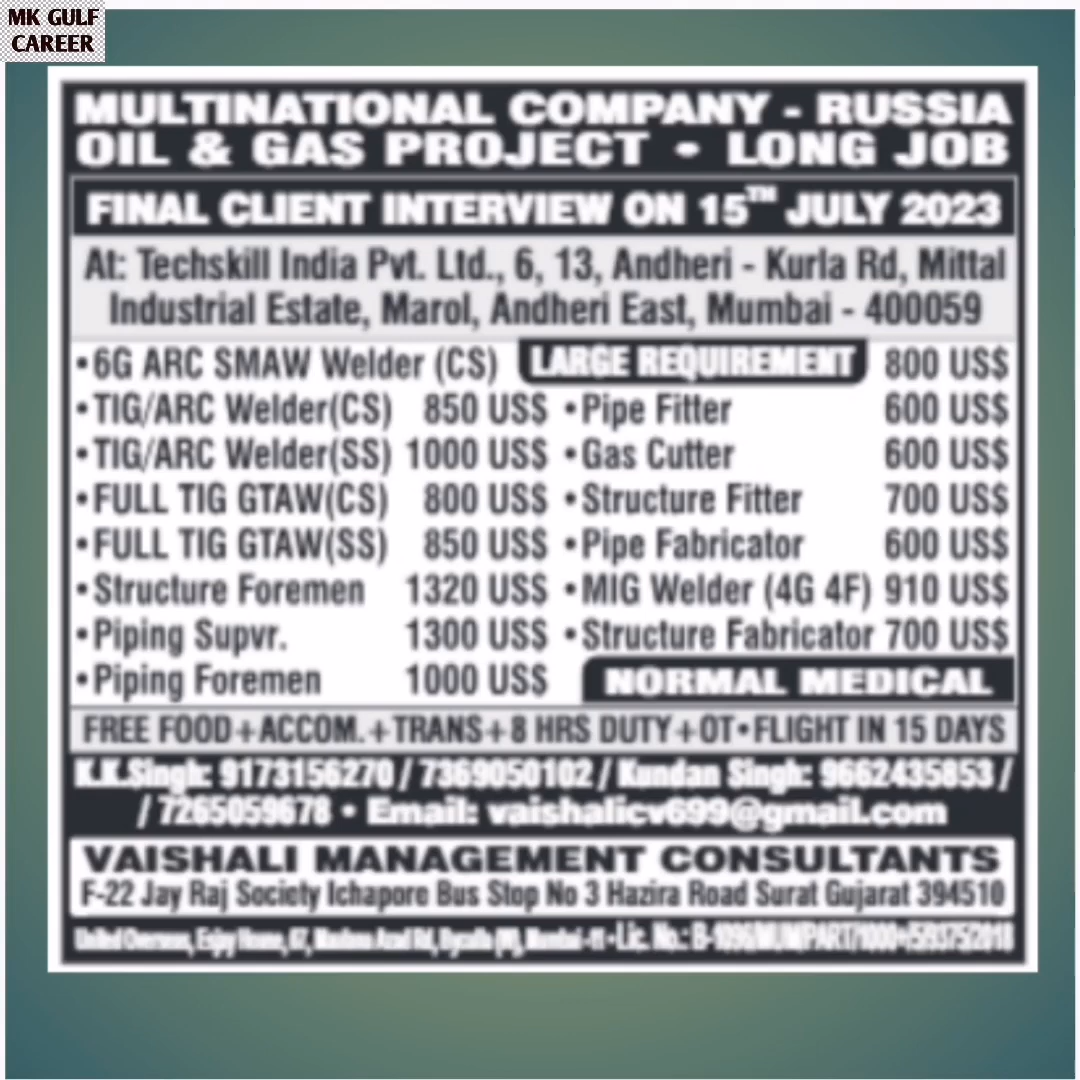 MK GULF
CAREER
MULTINATIONAL COMPANY - RUSSIA
OIL & GAS PROJECT • LONG JOB
FINAL CLIENT INTERVIEW ON 15TH JULY 2023
At: Techskill India Pvt. Ltd., 6, 13, Andheri - Kurla Rd, Mittal
Industrial Estate, Marol, Andheri East, Mumbai - 400059
•6G ARC SMAW Welder (CS) LARGE REQUIREMENT 800 US$
•TIG/ARC Welder(CS) 850 US$ •Pipe Fitter 600 US$
•TIG/ARC Welder(SS) 1000 US$ •Gas Cutter 600 US$
•FULL TIG GTAW(CS) 800 US$ •Structure Fitter 700 US$
•FULL TIG GTAW(SS) 850 US$ •Pipe Fabricator 600 US$
•Structure Foremen 1320 US$ •MIG Welder (4G 4F) 910 US$
•Piping Supvr. 1300 US$ •Structure Fabricator 700 US$
•Piping Foremen 1000 US$ NORMAL MEDICAL
FREE FOOD+ACCOM.+TRANS+8 HRS DUTY+OT•FLIGHT IN 15 DAYS
K.K.Singh: 9173156270 / 7369050102 / Kundan Singh: 9662435853 /
/ 7265059678 • Email: vaishalicv699@gmail.com
VAISHALI MANAGEMENT CONSULTANTS
F-22 Jay Raj Society Ichapore Bus Stop No 3 Hazira Road Surat Gujarat 394510
United Overseas, Lic. No.: